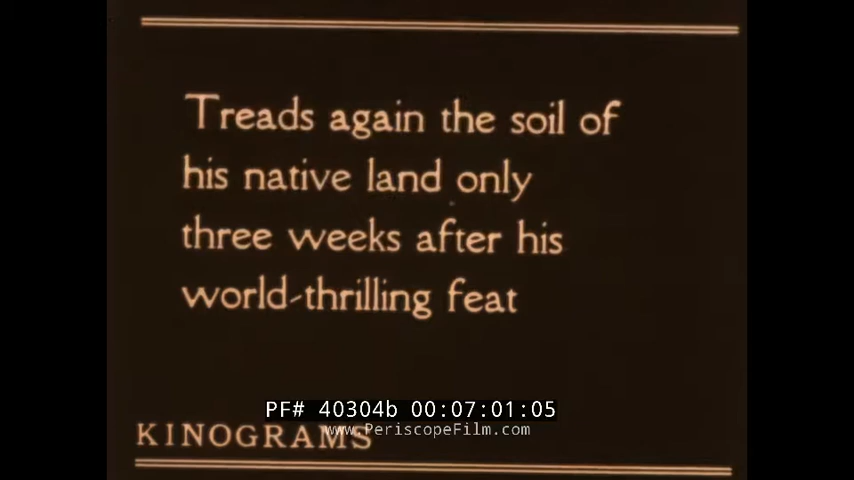 Treads again the soil of
his native land only
three weeks after his
world-thrilling feat
PF# 40304b 00:07:01:05
www.PeriscopeFilm.com
KINOGRAMS